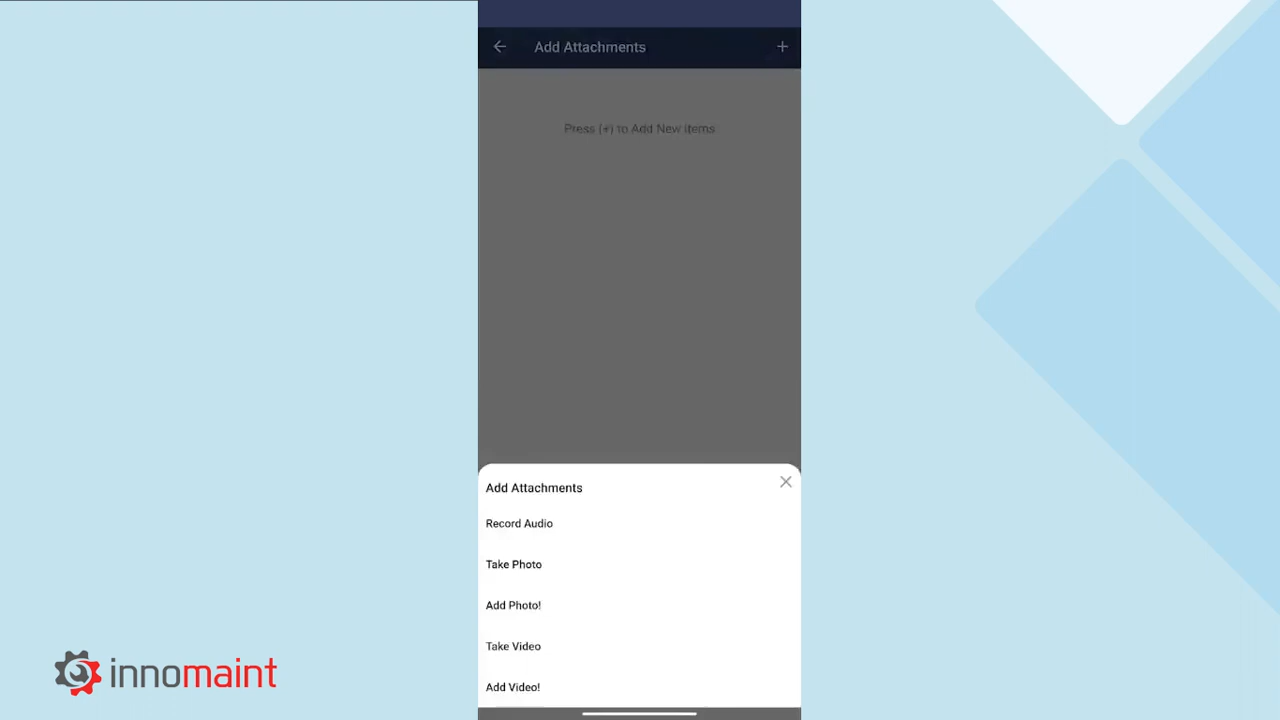 Add Attachments
Press (+) to Add New Items
Add Attachments
Record Audio
Take Photo
Add Photo!
Take Video
Add Video!
innomaint